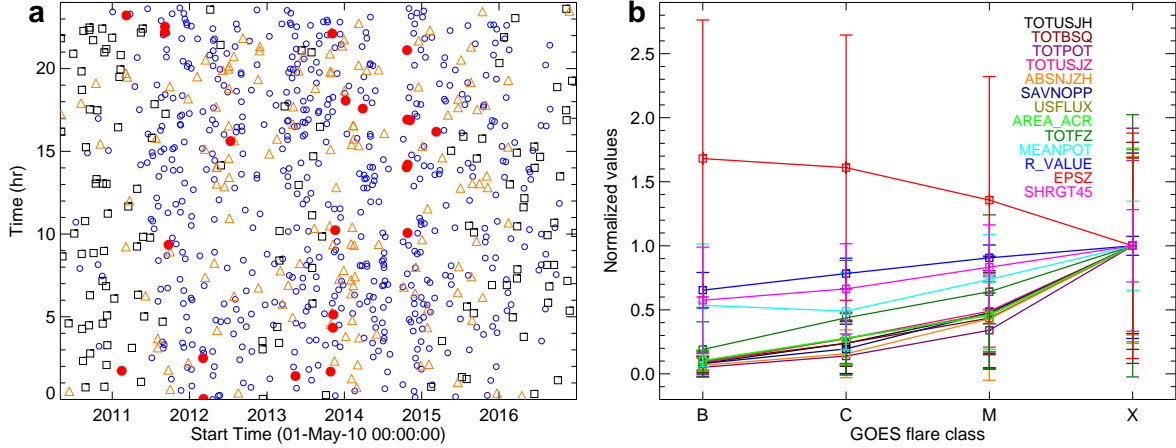 a
20
15
10
5
0
Time (hr)
2011 2012 2013 2014 2015 2016
Start Time (01-May-10 00:00:00)
b
2.5
2.0
1.5
1.0
0.5
0.0
Normalized values
B C M X
GOES flare class
TOTUSJH
TOTBSQ
TOTPOT
TOTUSJZ
ABSNJZH
SAVNCPP
USFLUX
AREA_ACR
TOTFZ
MEANPOT
R_VALUE
EPSZ
SHRGT45